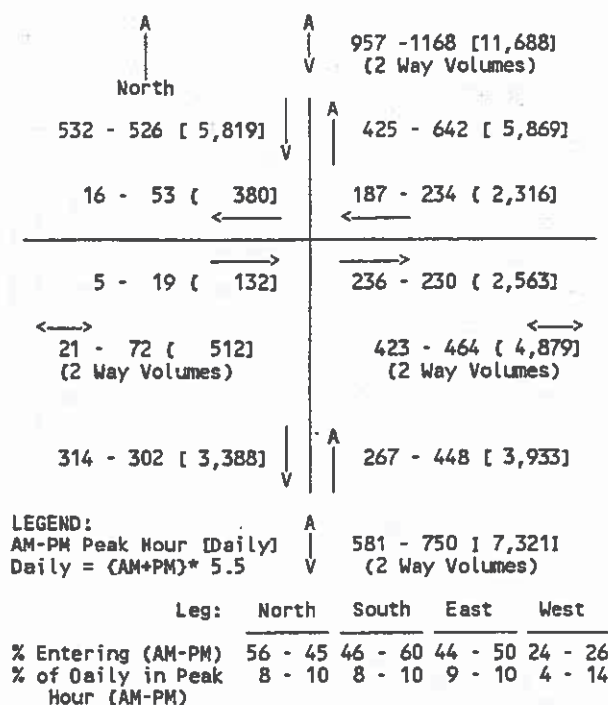 A A
957 -1168 [11,688]
V (2 Way Volumes)
North
A
532 - 526 [ 5,819] 425 - 642 [ 5,869]
V
16 - 53 ( 380] 187 - 234 ( 2,316]
<---- <----
----> ---->
5 - 19 ( 132] 236 - 230 ( 2,563]
<---> <--->
21 - 72 ( 512] 423 - 464 ( 4,879]
(2 Way Volumes) (2 Way Volumes)
A
314 - 302 [ 3,388] 267 - 448 [ 3,933]
V
LEGEND: A
AM-PM Peak Hour [Daily] 581 - 750 I 7,321I
Daily = {AM+PM}* 5.5 V (2 Way Volumes)
Leg: North South East West
% Entering (AM-PM) 56 - 45 46 - 60 44 - 50 24 - 26
% of Oaily in Peak 8 - 10 8 - 10 9 - 10 4 - 14
Hour (AM-PM)